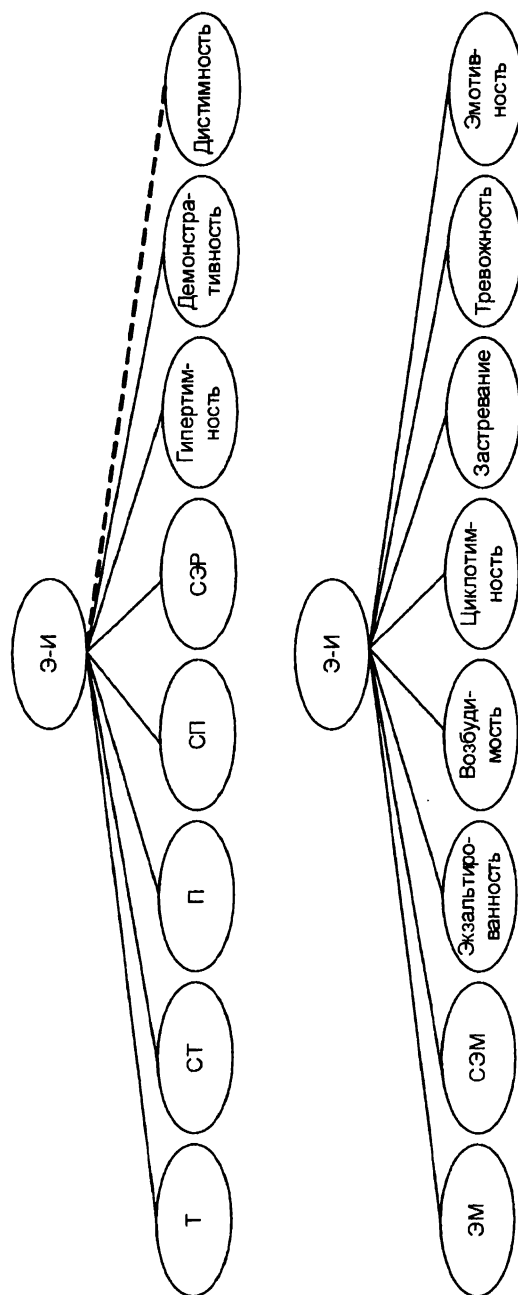 Э-И
Т
СТ
П
СП
СЭР
Гипертим-
ность
Демонстра-
тивность
Дистимность
Э-И
ЭМ
СЭМ
Экзальтиро-
ванность
Возбуди-
мость
Циклотим-
ность
Застревание
Тревожность
Эмотив-
ность